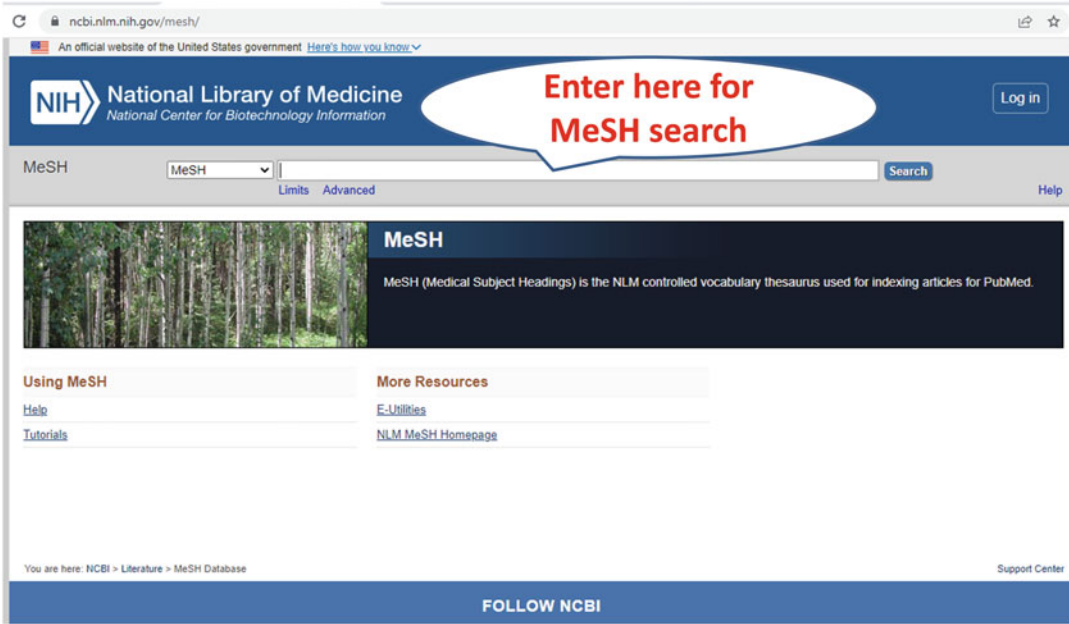 ncbi.nlm.nih.gov/mesh/
An official website of the United States government Here's how you know
NIH National Library of Medicine
National Center for Biotechnology Information
Enter here for
MeSH search
Log in
MeSH MeSH Search
Limits Advanced Help
MeSH
MeSH (Medical Subject Headings) is the NLM controlled vocabulary thesaurus used for indexing articles for PubMed.
Using MeSH
Help
Tutorials
More Resources
E-Utilities
NLM MeSH Homepage
You are here: NCBI > Literature > MeSH Database
Support Center
FOLLOW NCBI